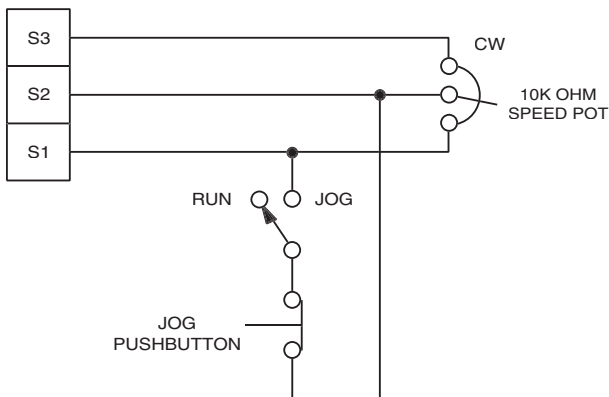 S3
CW
S2
10K OHM
SPEED POT
S1
RUN
JOG
JOG
PUSHBUTTON